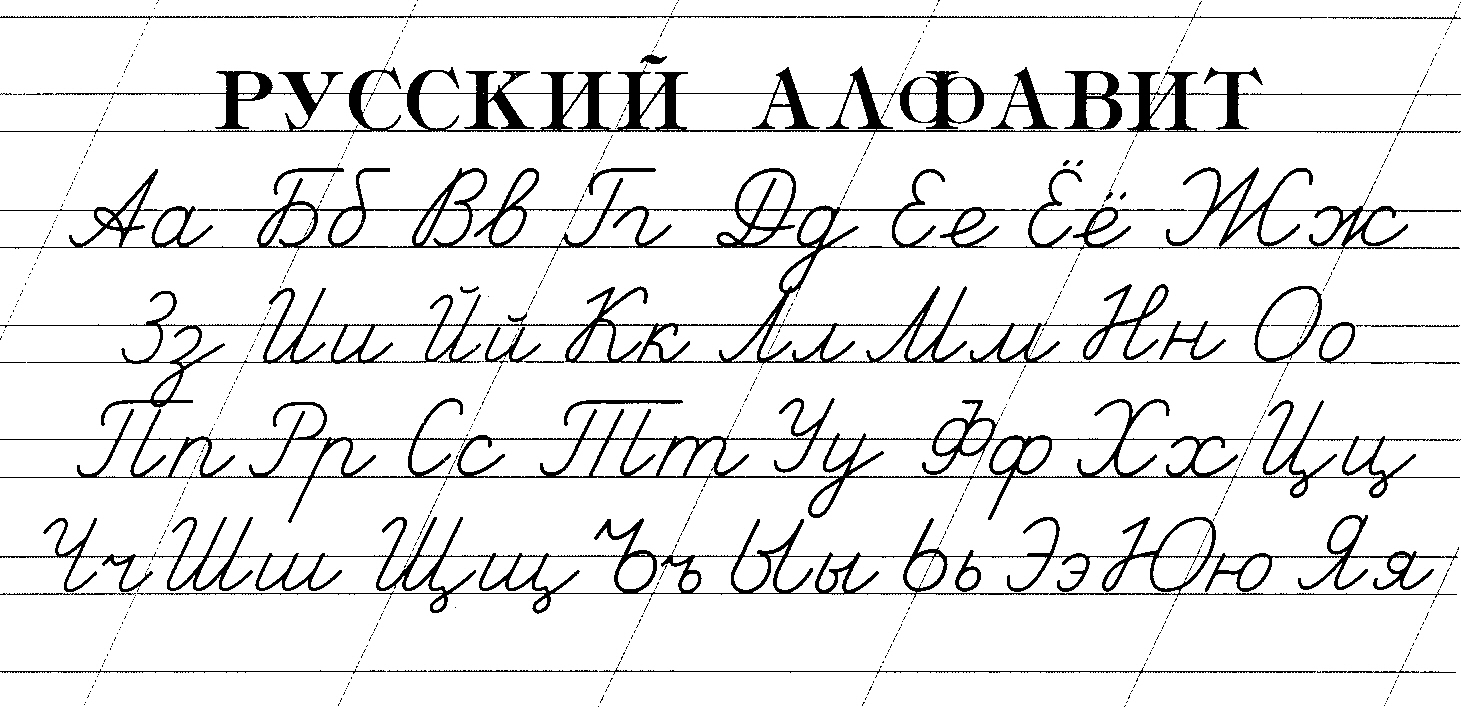 РУССКИЙ АЛФАВИТ
Аа Бб Вв Гг Дд Ее Ёё Жж
Зз Ии Йй Кк Лл Мм Нн Оо
Пп Рр Сс Тт Уу Фф Хх Цц
Чч Шш Щщ Ъъ Ыы Ьь Ээ Юю Яя